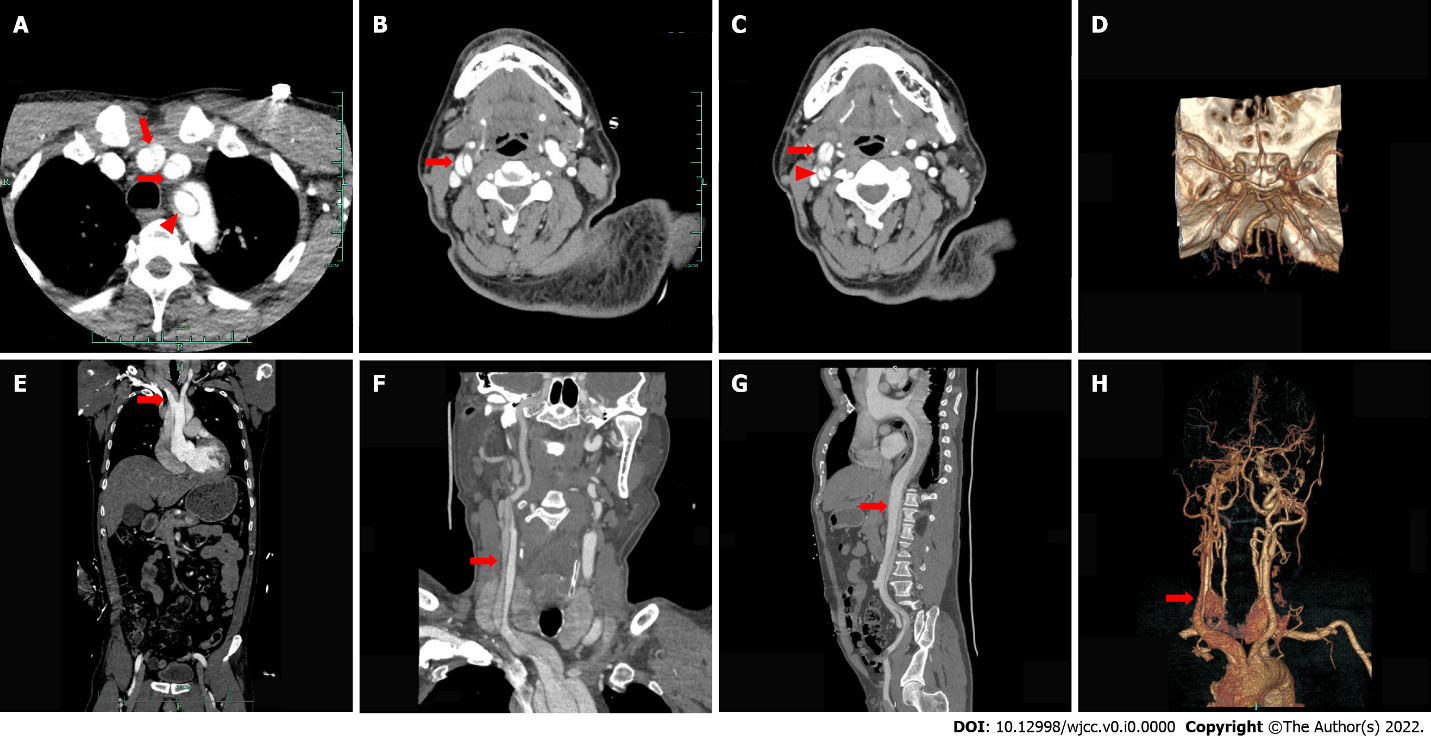 A
B
C
D
R
L
P
E
F
G
H
DOI: 10.12998/wjcc.v0.i0.0000 Copyright ©The Author(s) 2022.